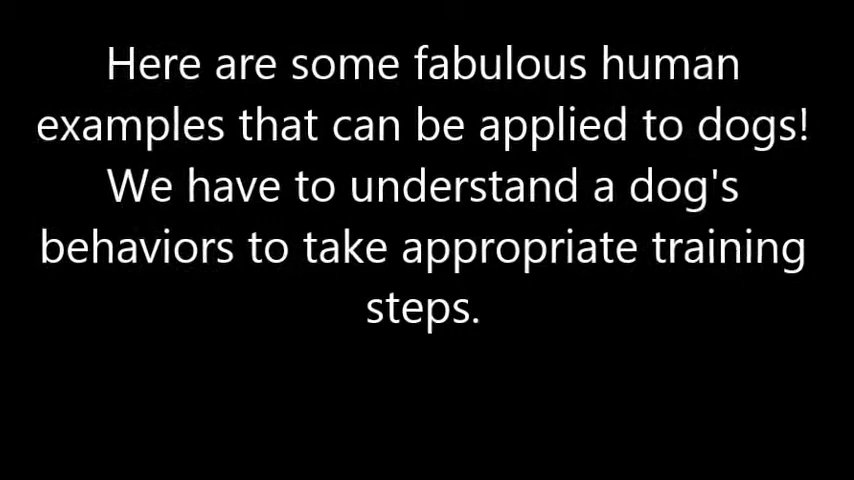 Here are some fabulous human
examples that can be applied to dogs!
We have to understand a dog's
behaviors to take appropriate training
steps.